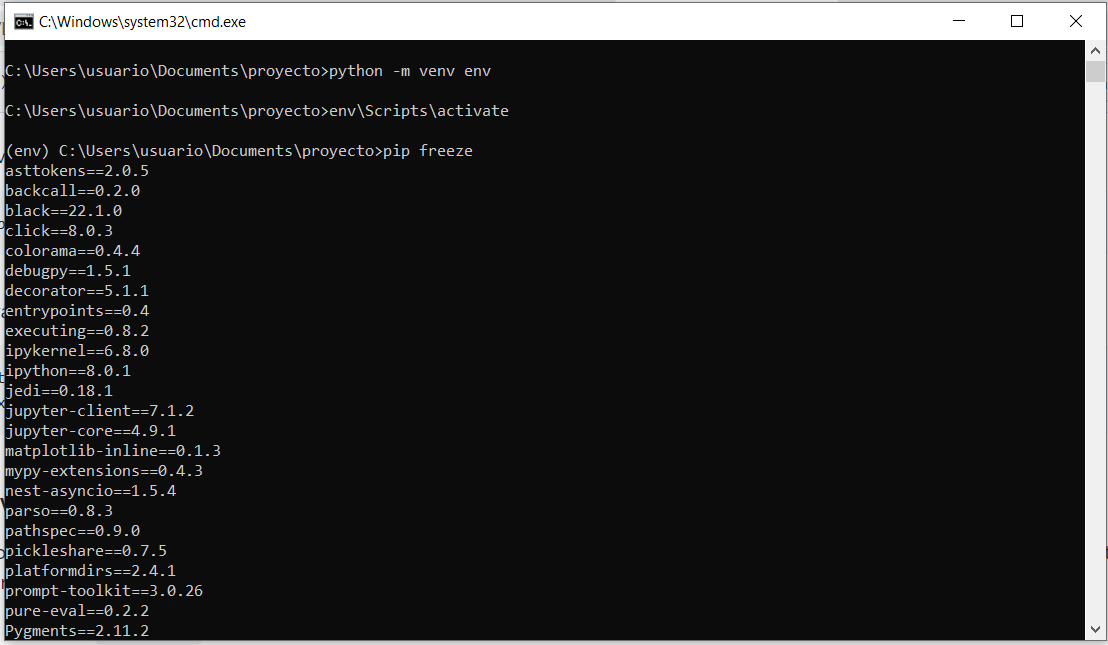 C:\Windows\system32\cmd.exe
C:\Users\usuario\Documents\proyecto>python -m venv env
C:\Users\usuario\Documents\proyecto>env\Scripts\activate
(env) C:\Users\usuario\Documents\proyecto>pip freeze
asttokens==2.0.5
backcall==0.2.0
black==22.1.0
click==8.0.3
colorama==0.4.4
debugpy==1.5.1
decorator==5.1.1
entrypoints==0.4
executing==0.8.2
ipykernel==6.8.0
ipython==8.0.1
jedi==0.18.1
jupyter-client==7.1.2
jupyter-core==4.9.1
matplotlib-inline==0.1.3
mypy-extensions==0.4.3
nest-asyncio==1.5.4
parso==0.8.3
pathspec==0.9.0
pickleshare==0.7.5
platformdirs==2.4.1
prompt-toolkit==3.0.26
pure-eval==0.2.2
Pygments==2.11.2